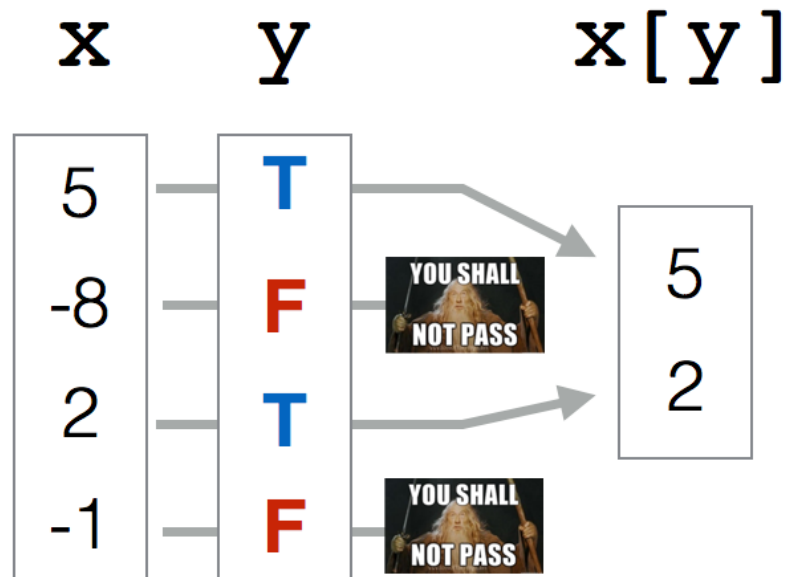 x y x[y]
5 T
5
-8 F YOU SHALL
NOT PASS
2 T
2
-1 F YOU SHALL
NOT PASS